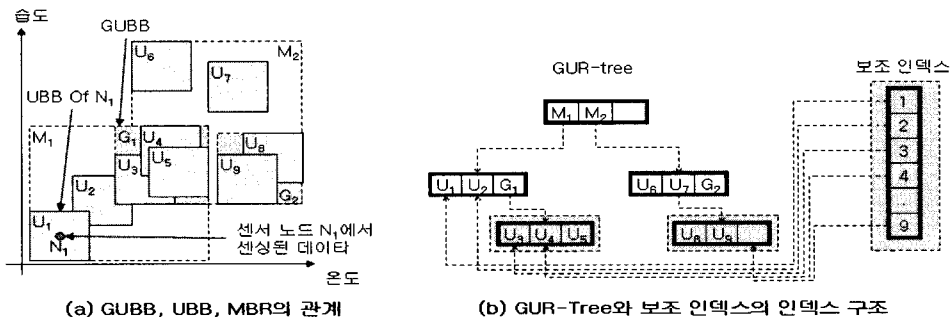 습도
GUBB
U6
M2
U7
UBB Of N1
M1
G1
U4
U3
U5
U8
U9
U2
G2
U1
N1
센서 노드 N1에서
센싱된 데이타
온도
(a) GUBB, UBB, MBR의 관계
GUR-tree
보조 인덱스
M1 M2
U1 U2 G1
U6 U7 G2
U3 U4 U5
U8 U9
1
2
3
4
9
(b) GUR-Tree와 보조 인덱스의 인덱스 구조